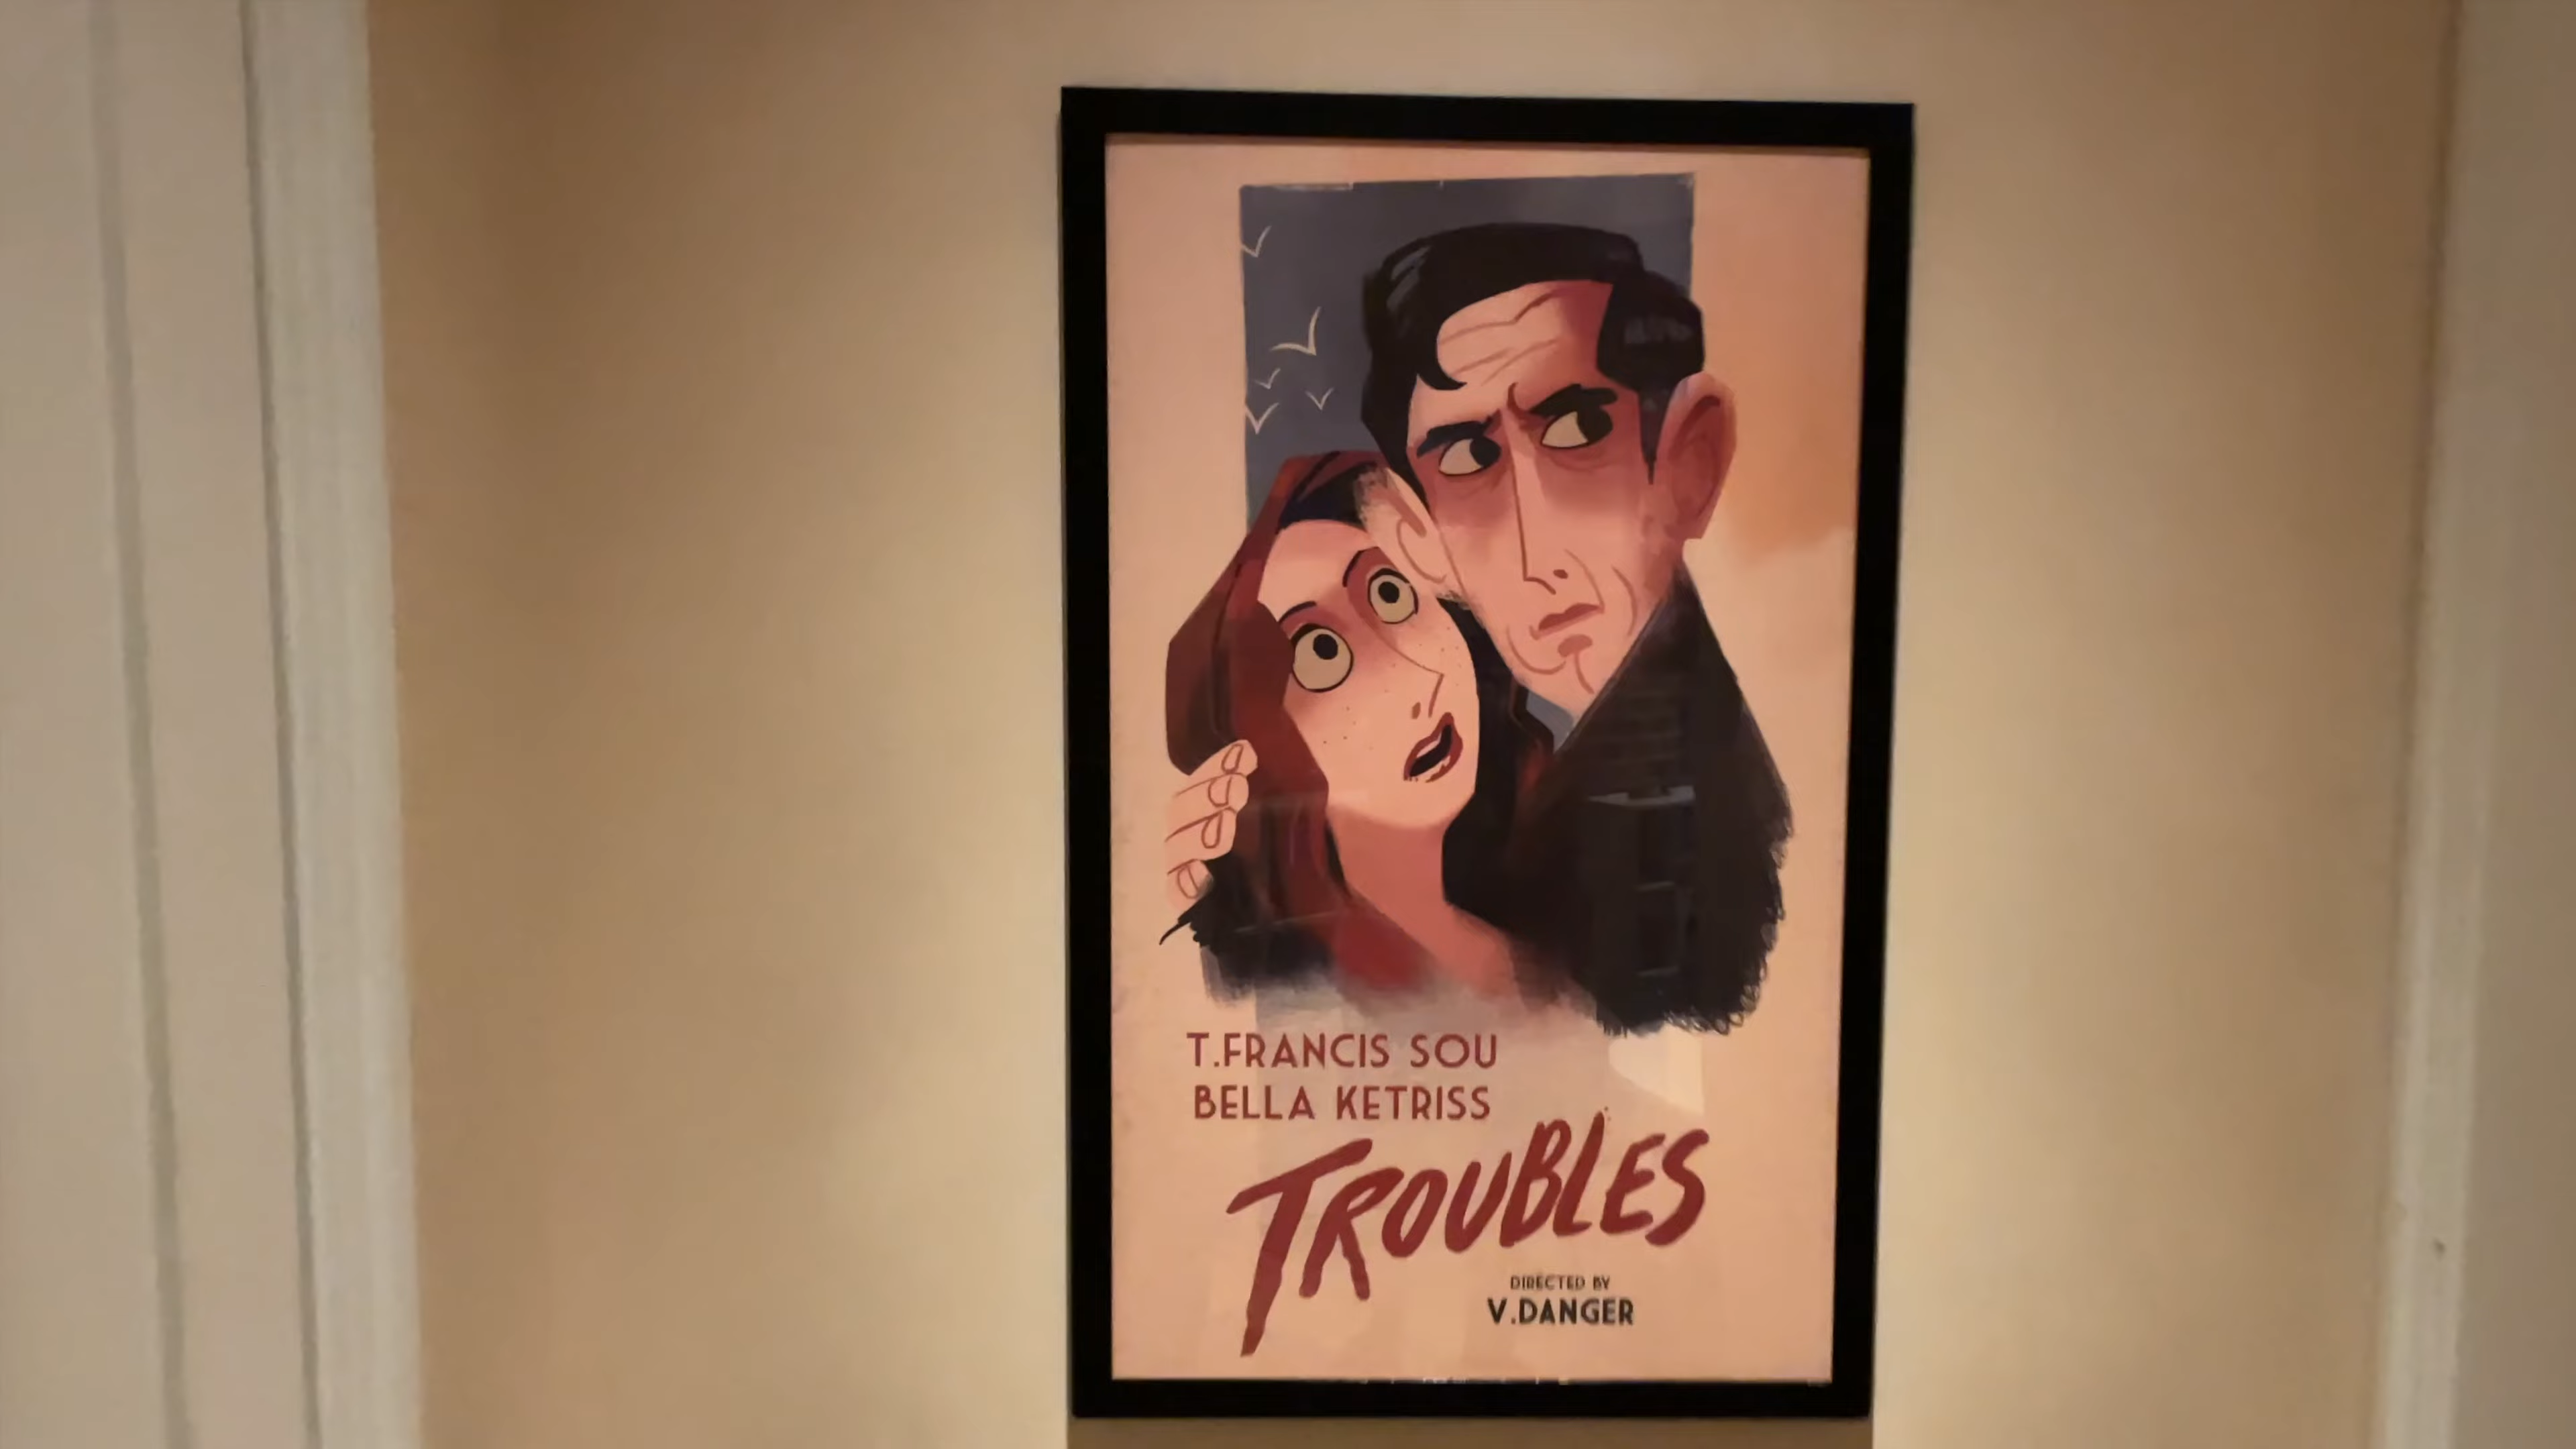 T.FRANCIS SOU
BELLA KETRISS
TROUBLES
DIRECTED BY
V.DANGER